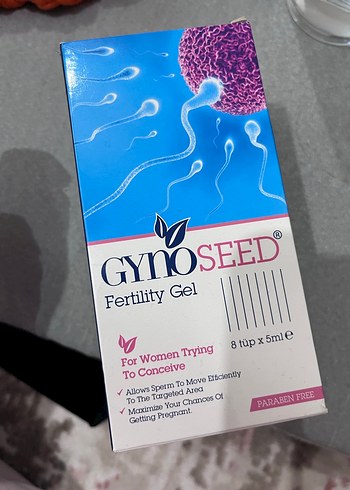 GYNOSEED®
Fertility Gel
8 tüp x 5ml e
For Women Trying
To Conceive
✓ Allows Sperm To Move Efficiently
To The Targeted Area
✓ Maximize Your Chances Of
Getting Pregnant.
PARABEN FREE